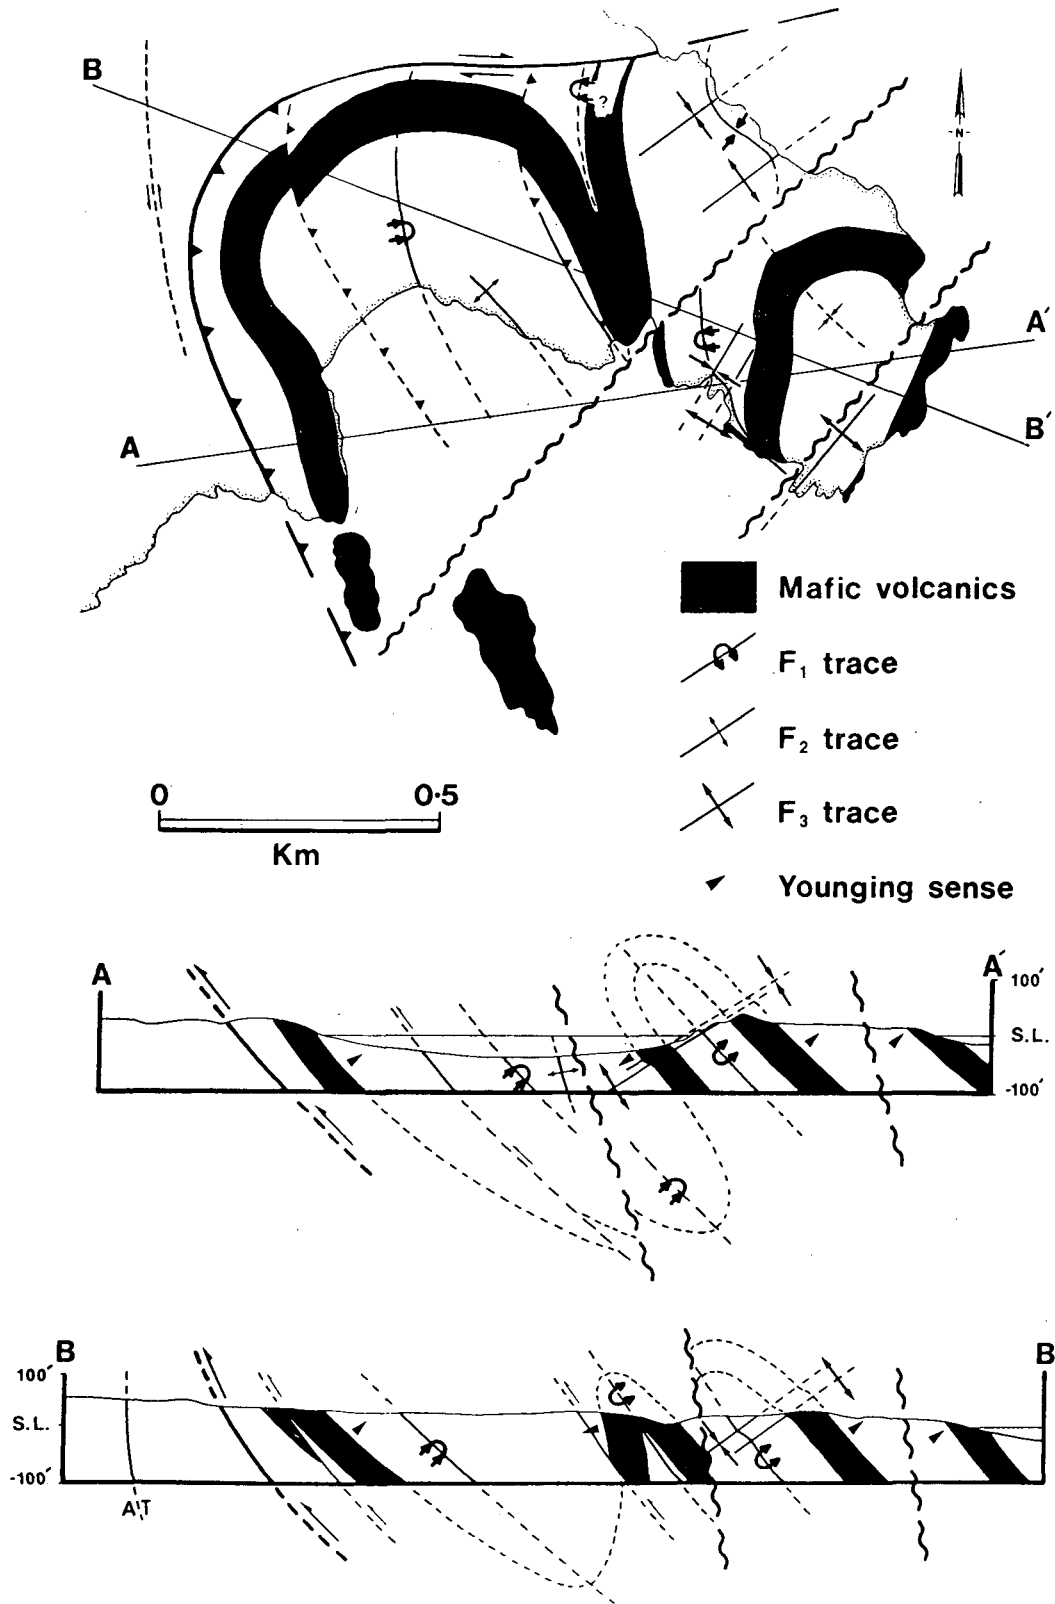 B
N
?
A'
A
B'
Mafic volcanics
F₁ trace
F₂ trace
F₃ trace
Younging sense
0 0·5
Km
A A'
100'
S.L.
-100'
B B
100'
S.L.
-100'
A T